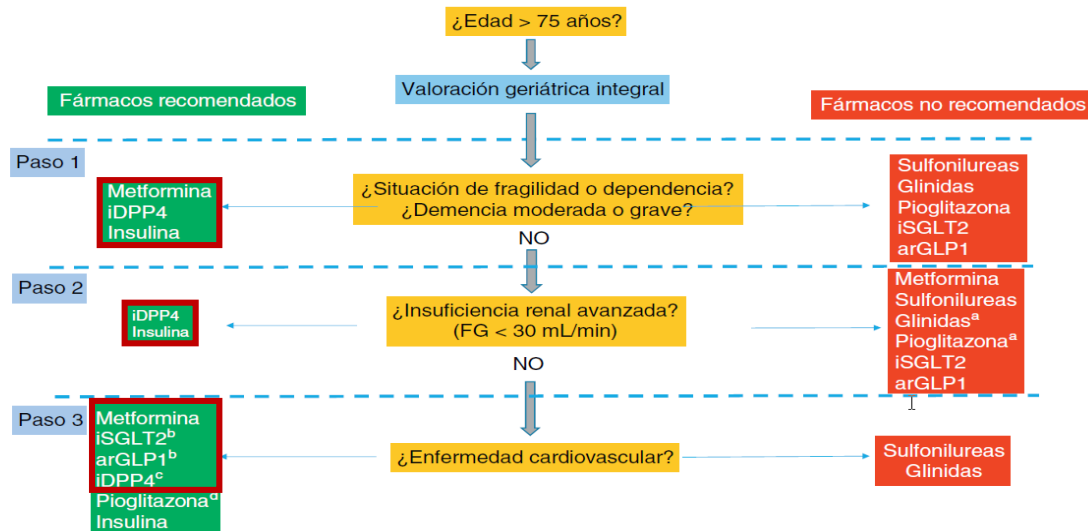 ¿Edad > 75 años?
Valoración geriátrica integral
Fármacos recomendados
Fármacos no recomendados
Paso 1
Metformina
iDPP4
Insulina
¿Situación de fragilidad o dependencia?
¿Demencia moderada o grave?
NO
Sulfonilureas
Glinidas
Pioglitazona
iSGLT2
arGLP1
Paso 2
iDPP4
Insulina
¿Insuficiencia renal avanzada?
(FG < 30 mL/min)
NO
Metformina
Sulfonilureas
Glinidasᵃ
Pioglitazonaᵃ
iSGLT2
arGLP1
Paso 3
Metformina
iSGLT2ᵇ
arGLP1ᵇ
iDPP4ᶜ
Pioglitazonaᵈ
Insulina
¿Enfermedad cardiovascular?
Sulfonilureas
Glinidas